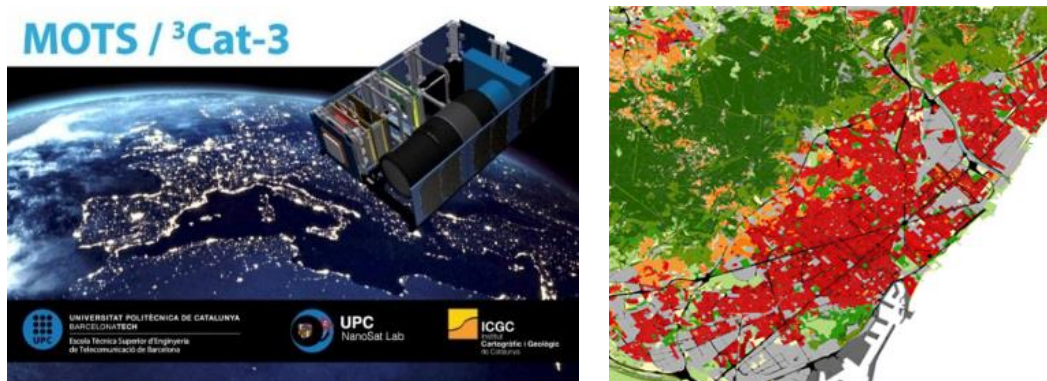 MOTS / ³Cat-3
UPC
UNIVERSITAT POLITÈCNICA DE CATALUNYA
BARCELONATECH
Escola Tècnica Superior d'Enginyeria
de Telecomunicació de Barcelona
UPC
NanoSat Lab
ICGC
Institut
Cartogràfic i Geològic
de Catalunya